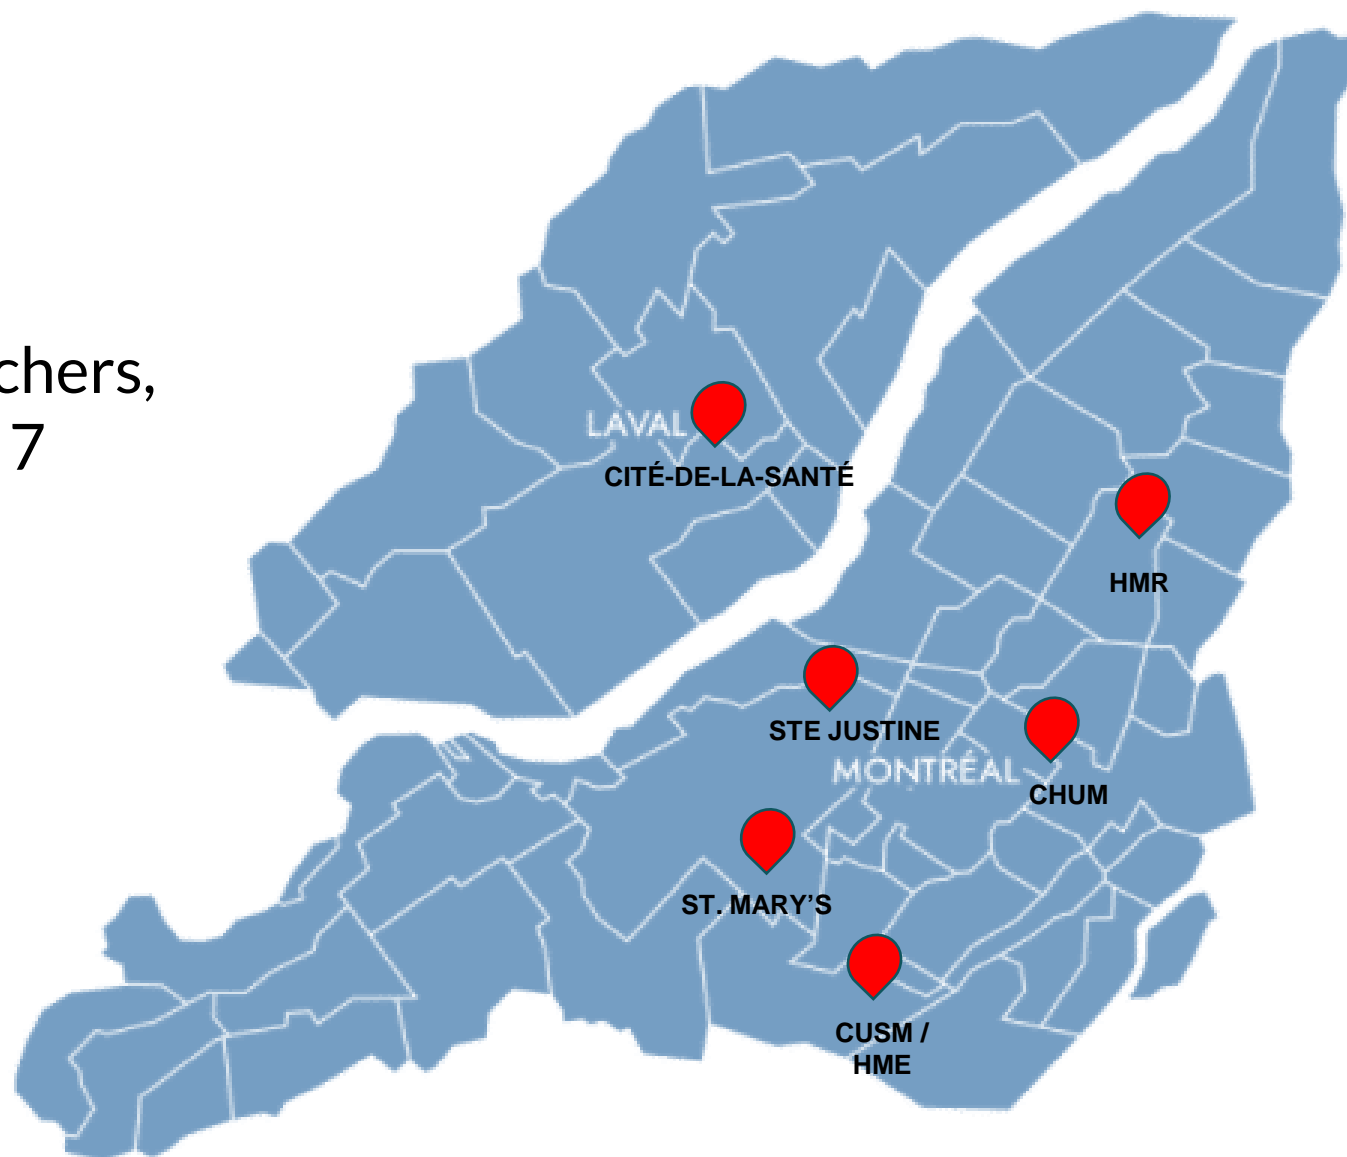 chers,
7
LAVAL
CITÉ-DE-LA-SANTÉ
HMR
STE JUSTINE
MONTRÉAL
CHUM
ST. MARY’S
CUSM /
HME